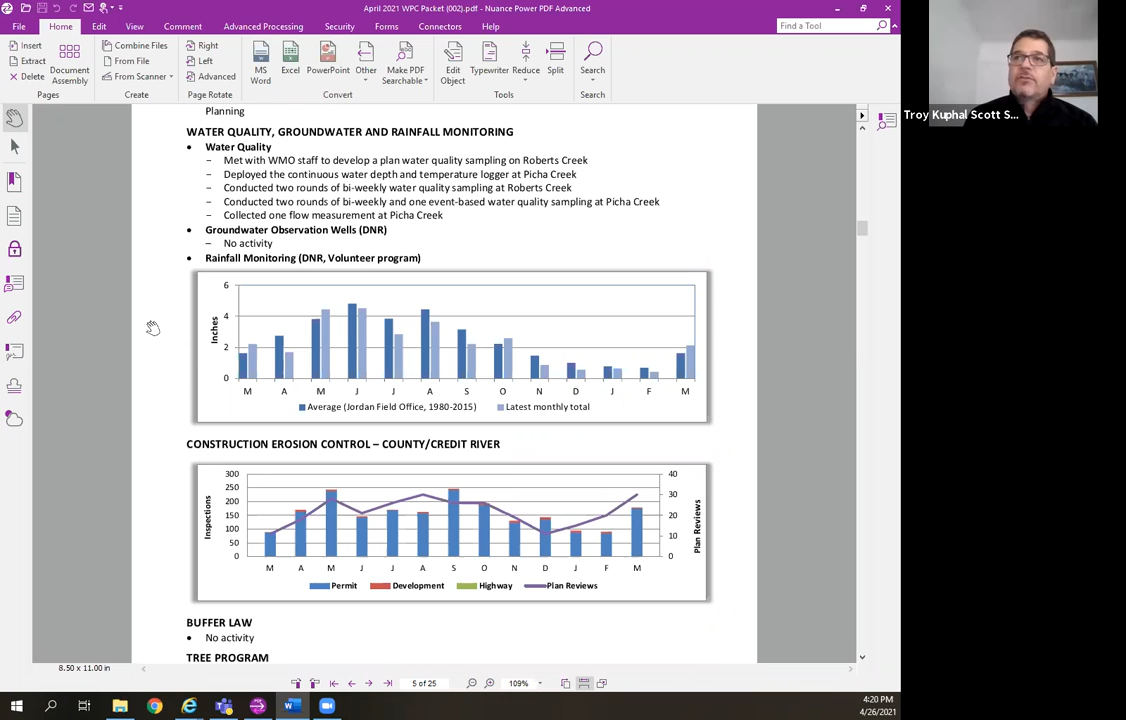 April 2021 WPC Packet (002).pdf - Nuance Power PDF Advanced
File Home Edit View Comment Advanced Processing Security Forms Connectors Help
Find a Tool
Insert
Extract
Delete
Pages
Document Assembly
Combine Files
From File
From Scanner
Create
Right
Left
Advanced
Page Rotate
MS Word
Excel
PowerPoint
Other
Make PDF Searchable
Convert
Edit Object
Typewriter
Reduce
Split
Tools
Search
Search
Troy Kuphal Scott S...
Planning
WATER QUALITY, GROUNDWATER AND RAINFALL MONITORING
• Water Quality
– Met with WMO staff to develop a plan water quality sampling on Roberts Creek
– Deployed the continuous water depth and temperature logger at Picha Creek
– Conducted two rounds of bi-weekly water quality sampling at Roberts Creek
– Conducted two rounds of bi-weekly and one event-based water quality sampling at Picha Creek
– Collected one flow measurement at Picha Creek
• Groundwater Observation Wells (DNR)
– No activity
• Rainfall Monitoring (DNR, Volunteer program)
6
4
2
0
Inches
M A M J J A S O N D J F M
Average (Jordan Field Office, 1980-2015) Latest monthly total
CONSTRUCTION EROSION CONTROL – COUNTY/CREDIT RIVER
300
250
200
150
100
50
0
Inspections
40
30
20
10
0
Plan Reviews
M A M J J A S O N D J F M
Permit Development Highway Plan Reviews
BUFFER LAW
• No activity
TREE PROGRAM
8.50 x 11.00 in
5 of 25
109%
4:20 PM
4/26/2021